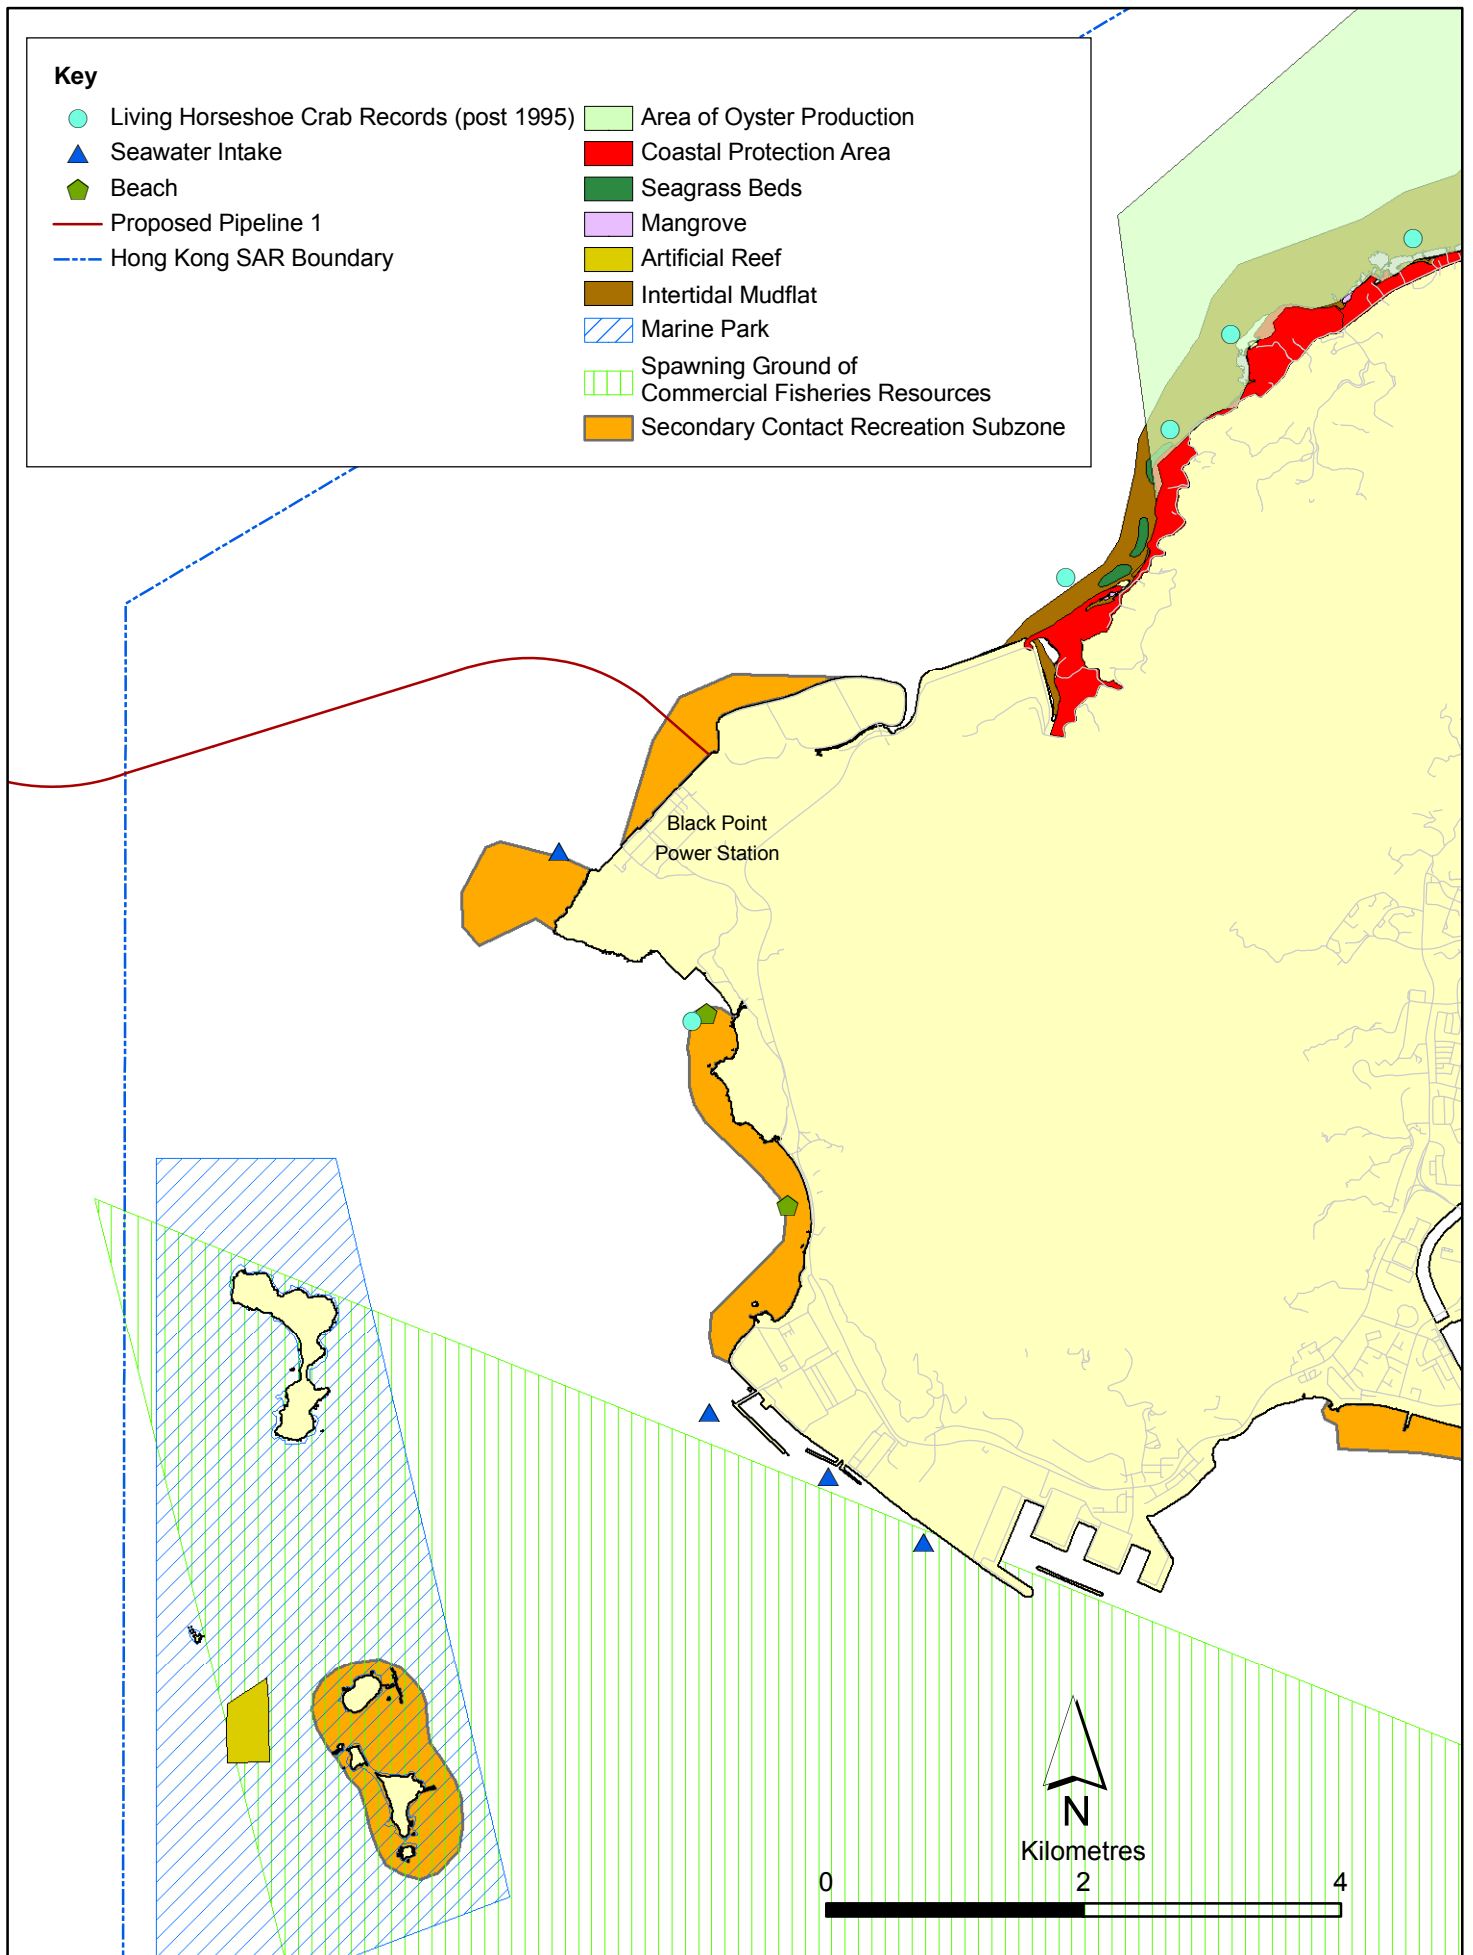 Key
Living Horseshoe Crab Records (post 1995)
Seawater Intake
Beach
Proposed Pipeline 1
Hong Kong SAR Boundary
Area of Oyster Production
Coastal Protection Area
Seagrass Beds
Mangrove
Artificial Reef
Intertidal Mudflat
Marine Park
Spawning Ground of
Commercial Fisheries Resources
Secondary Contact Recreation Subzone
Black Point
Power Station
N
Kilometres
0 2 4